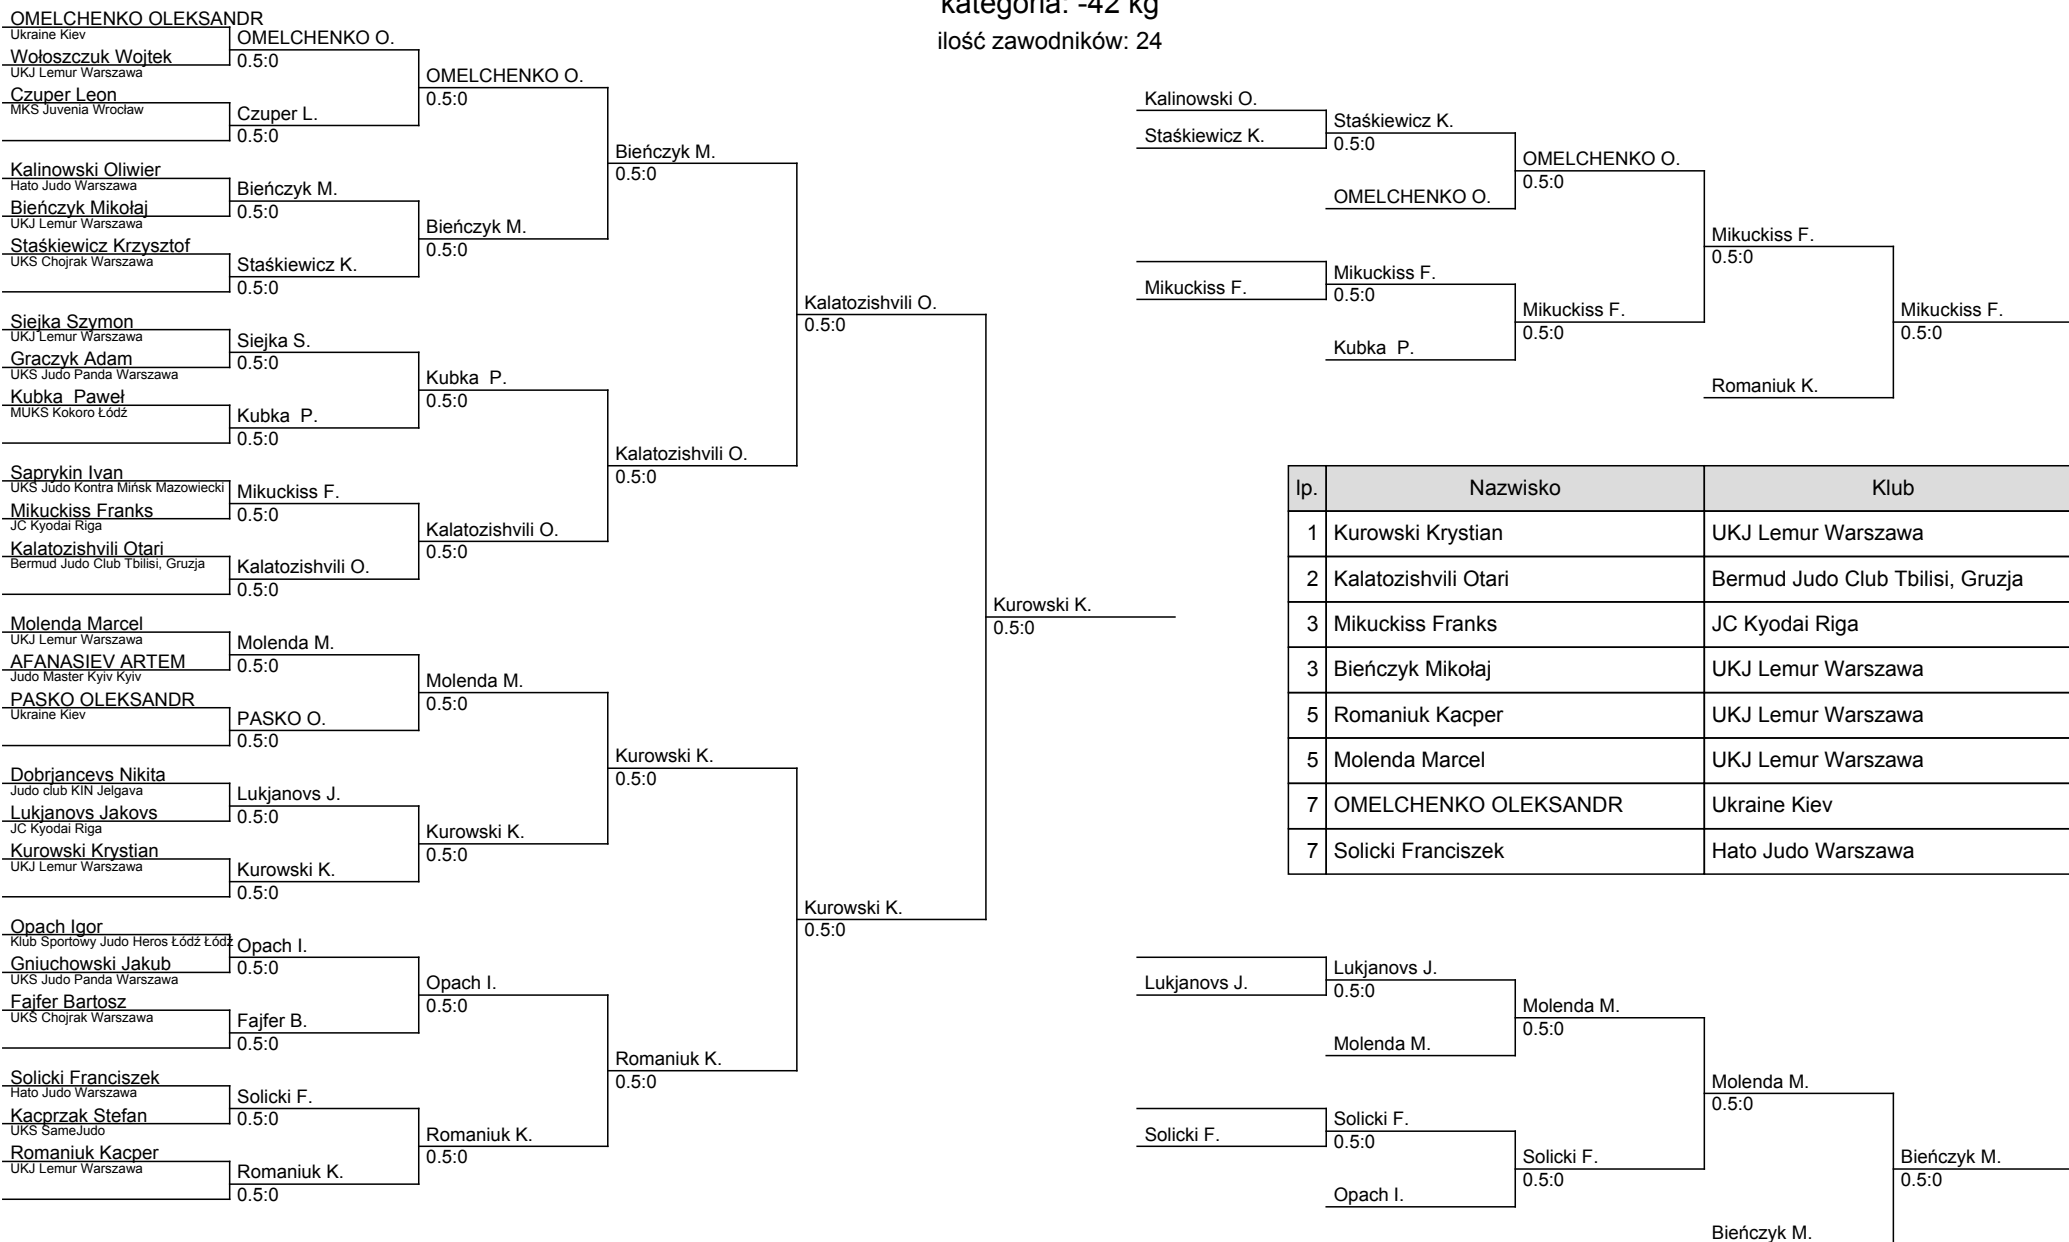 kategoria: -42 kg
ilość zawodników: 24
OMELCHENKO OLEKSANDR
Ukraine Kiev
Wołoszczuk Wojtek
UKJ Lemur Warszawa
Czuper Leon
MKS Juvenia Wrocław
Kalinowski Oliwier
Hato Judo Warszawa
Bieńczyk Mikołaj
UKJ Lemur Warszawa
Staśkiewicz Krzysztof
UKS Chojrak Warszawa
Siejka Szymon
UKJ Lemur Warszawa
Graczyk Adam
UKS Judo Panda Warszawa
Kubka  Paweł
MUKS Kokoro Łódź
Saprykin Ivan
UKS Judo Kontra Mińsk Mazowiecki
Mikuckiss Franks
JC Kyodai Riga
Kalatozishvili Otari
Bermud Judo Club Tbilisi, Gruzja
Molenda Marcel
UKJ Lemur Warszawa
AFANASIEV ARTEM
Judo Master Kyiv Kyiv
PASKO OLEKSANDR
Ukraine Kiev
Dobrjancevs Nikita
Judo club KIN Jelgava
Lukjanovs Jakovs
JC Kyodai Riga
Kurowski Krystian
UKJ Lemur Warszawa
Opach Igor
Klub Sportowy Judo Heros Łódź Łódź
Gniuchowski Jakub
UKS Judo Panda Warszawa
Fajfer Bartosz
UKS Chojrak Warszawa
Solicki Franciszek
Hato Judo Warszawa
Kacprzak Stefan
UKS SameJudo
Romaniuk Kacper
UKJ Lemur Warszawa
OMELCHENKO O.
0.5:0
Czuper L.
0.5:0
Bieńczyk M.
0.5:0
Staśkiewicz K.
0.5:0
Siejka S.
0.5:0
Kubka  P.
0.5:0
Mikuckiss F.
0.5:0
Kalatozishvili O.
0.5:0
Molenda M.
0.5:0
PASKO O.
0.5:0
Lukjanovs J.
0.5:0
Kurowski K.
0.5:0
Opach I.
0.5:0
Fajfer B.
0.5:0
Solicki F.
0.5:0
Romaniuk K.
0.5:0
OMELCHENKO O.
0.5:0
Bieńczyk M.
0.5:0
Kubka  P.
0.5:0
Kalatozishvili O.
0.5:0
Molenda M.
0.5:0
Kurowski K.
0.5:0
Opach I.
0.5:0
Romaniuk K.
0.5:0
Bieńczyk M.
0.5:0
Kalatozishvili O.
0.5:0
Kurowski K.
0.5:0
Romaniuk K.
0.5:0
Kalatozishvili O.
0.5:0
Kurowski K.
0.5:0
Kurowski K.
0.5:0
Kalinowski O.
Staśkiewicz K.
Staśkiewicz K.
0.5:0
OMELCHENKO O.
OMELCHENKO O.
0.5:0
Mikuckiss F.
Mikuckiss F.
0.5:0
Kubka  P.
Mikuckiss F.
0.5:0
Mikuckiss F.
0.5:0
Romaniuk K.
Mikuckiss F.
0.5:0
lp. Nazwisko Klub
1 Kurowski Krystian UKJ Lemur Warszawa
2 Kalatozishvili Otari Bermud Judo Club Tbilisi, Gruzja
3 Mikuckiss Franks JC Kyodai Riga
3 Bieńczyk Mikołaj UKJ Lemur Warszawa
5 Romaniuk Kacper UKJ Lemur Warszawa
5 Molenda Marcel UKJ Lemur Warszawa
7 OMELCHENKO OLEKSANDR Ukraine Kiev
7 Solicki Franciszek Hato Judo Warszawa
Lukjanovs J.
Lukjanovs J.
0.5:0
Molenda M.
Molenda M.
0.5:0
Solicki F.
Solicki F.
0.5:0
Opach I.
Solicki F.
0.5:0
Molenda M.
0.5:0
Bieńczyk M.
Bieńczyk M.
0.5:0